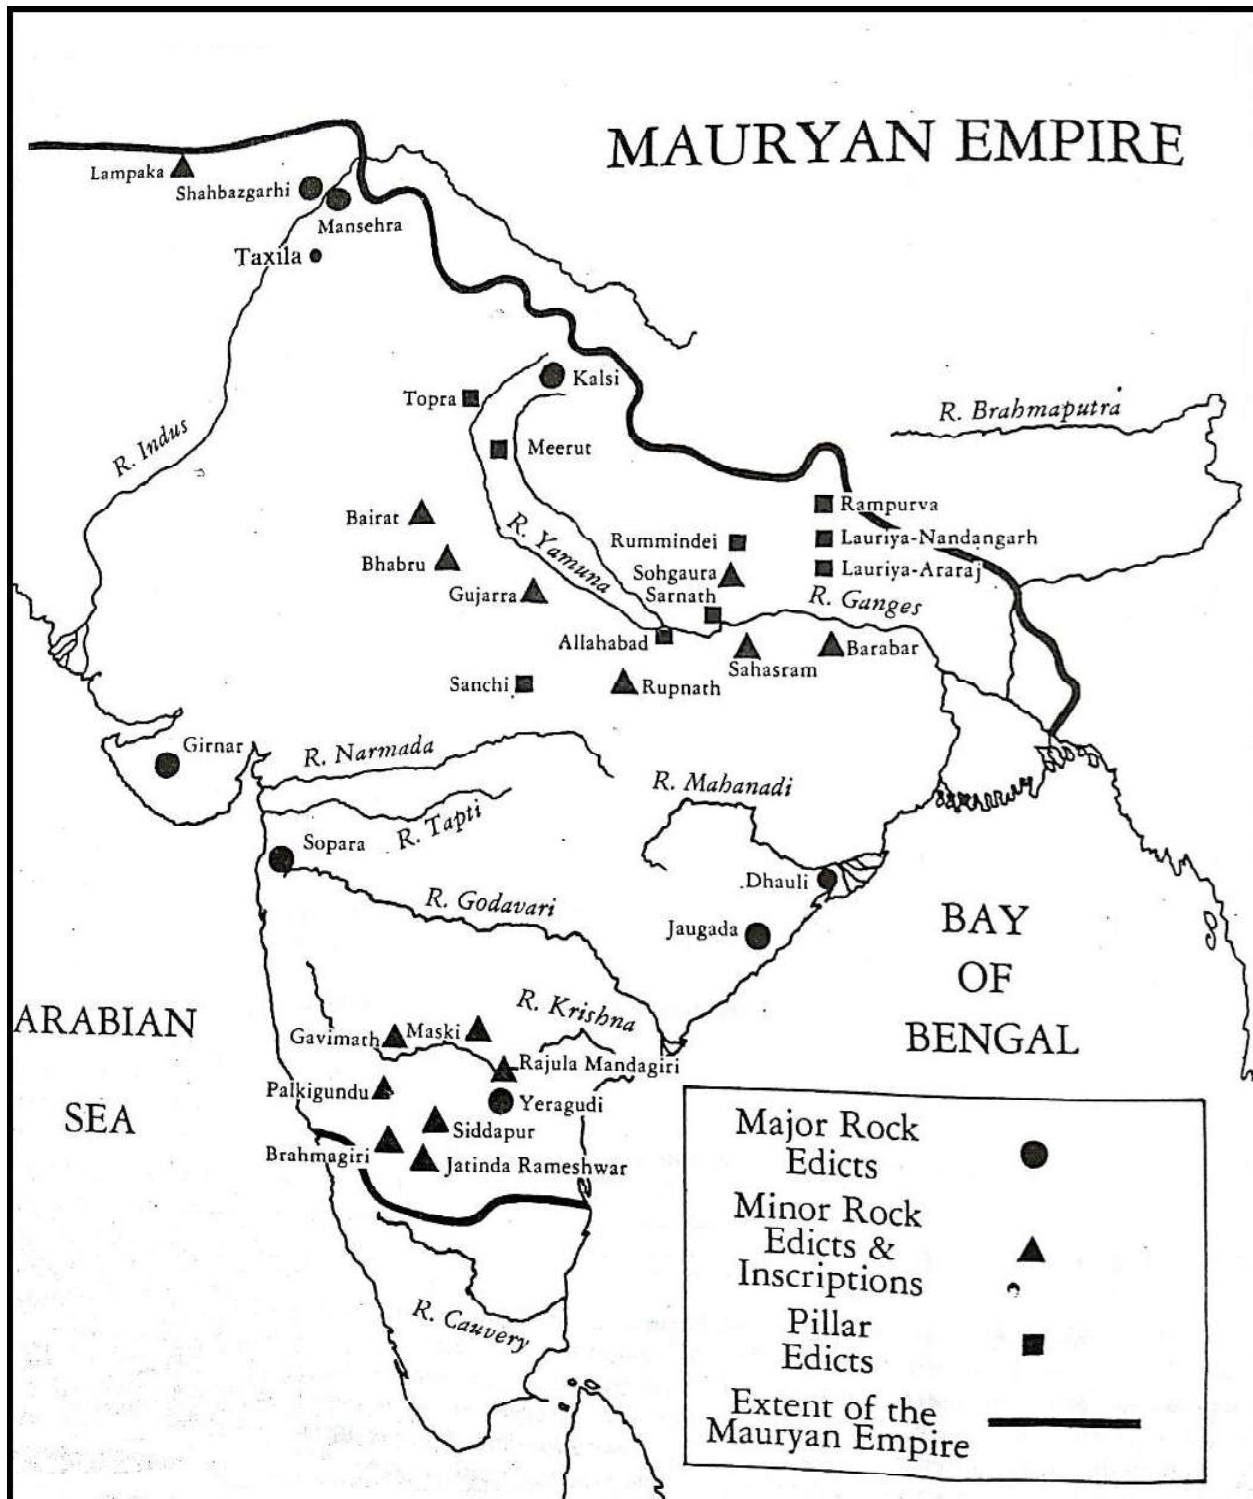 MAURYAN EMPIRE
Lampaka
Shahbazgarhi
Mansehra
Taxila
Kalsi
Topra
R. Brahmaputra
R. Indus
Meerut
Rampurva
Bairat
R. Yamuna
Rummindei
Lauriya-Nandangarh
Bhabru
Sohgaura
Lauriya-Araraj
Gujarra
Sarnath
R. Ganges
Allahabad
Barabar
Sahasram
Sanchi
Rupnath
Girnar
R. Narmada
R. Mahanadi
R. Tapti
Sopara
Dhauli
R. Godavari
Jaugada
BAY
OF
BENGAL
ARABIAN
SEA
R. Krishna
Gavimath
Maski
Rajula Mandagiri
Palkigundu
Yeragudi
Siddapur
Brahmagiri
Jatinda Rameshwar
R. Cauvery
Major Rock
Edicts
Minor Rock
Edicts &
Inscriptions
Pillar
Edicts
Extent of the
Mauryan Empire